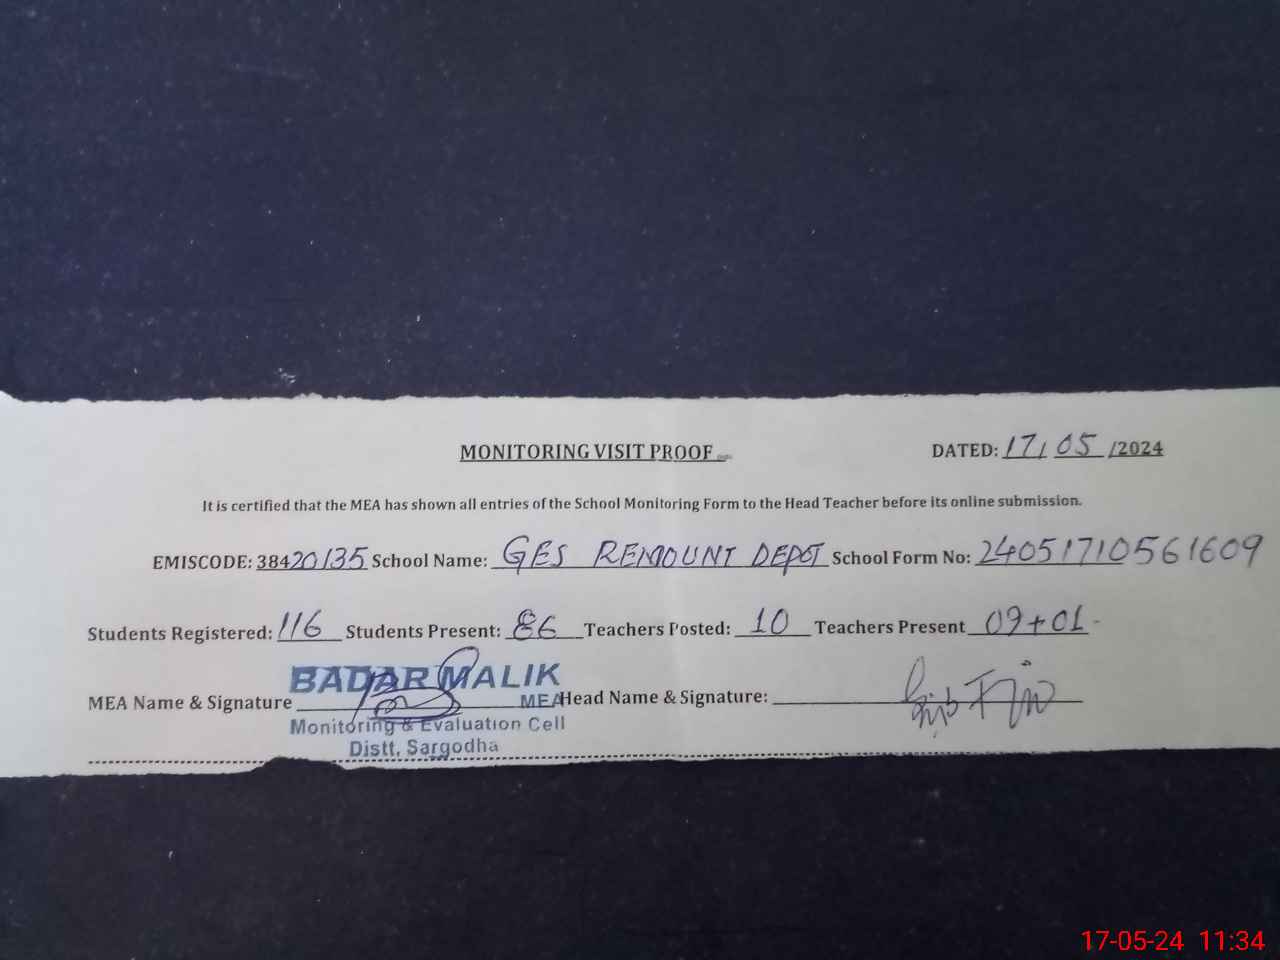 MONITORING VISIT PROOF
DATED: 17/05/2024
It is certified that the MEA has shown all entries of the School Monitoring Form to the Head Teacher before its online submission.
EMISCODE: 38420135 School Name: GES REMOUNT DEPOT School Form No: 24051710561609
Students Registered: 116 Students Present: 86 Teachers Posted: 10 Teachers Present 09+01
BADAR MALIK
MEA Name & Signature MEA Head Name & Signature:
Monitoring & Evaluation Cell
Distt, Sargodha
17-05-24 11:34